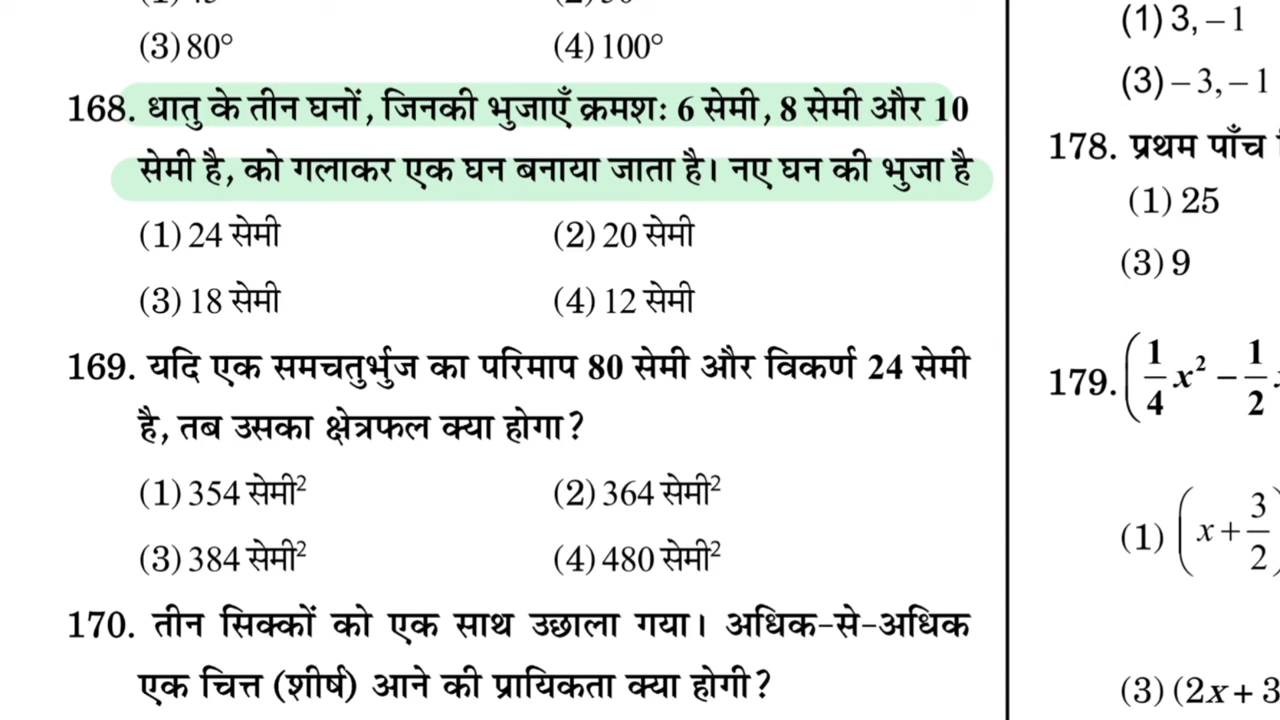 (3) 80° (4) 100°
168. धातु के तीन घनों, जिनकी भुजाएँ क्रमशः 6 सेमी, 8 सेमी और 10
सेमी है, को गलाकर एक घन बनाया जाता है। नए घन की भुजा है
(1) 24 सेमी (2) 20 सेमी
(3) 18 सेमी (4) 12 सेमी
169. यदि एक समचतुर्भुज का परिमाप 80 सेमी और विकर्ण 24 सेमी
है, तब उसका क्षेत्रफल क्या होगा?
(1) 354 सेमी² (2) 364 सेमी²
(3) 384 सेमी² (4) 480 सेमी²
170. तीन सिक्कों को एक साथ उछाला गया। अधिक-से-अधिक
एक चित्त (शीर्ष) आने की प्रायिकता क्या होगी?
(1) 3, – 1
(3) – 3, – 1
178. प्रथम पाँच
(1) 25
(3) 9
179. (1/4 x² – 1/2
(1) (x + 3/2)
(3) (2x + 3